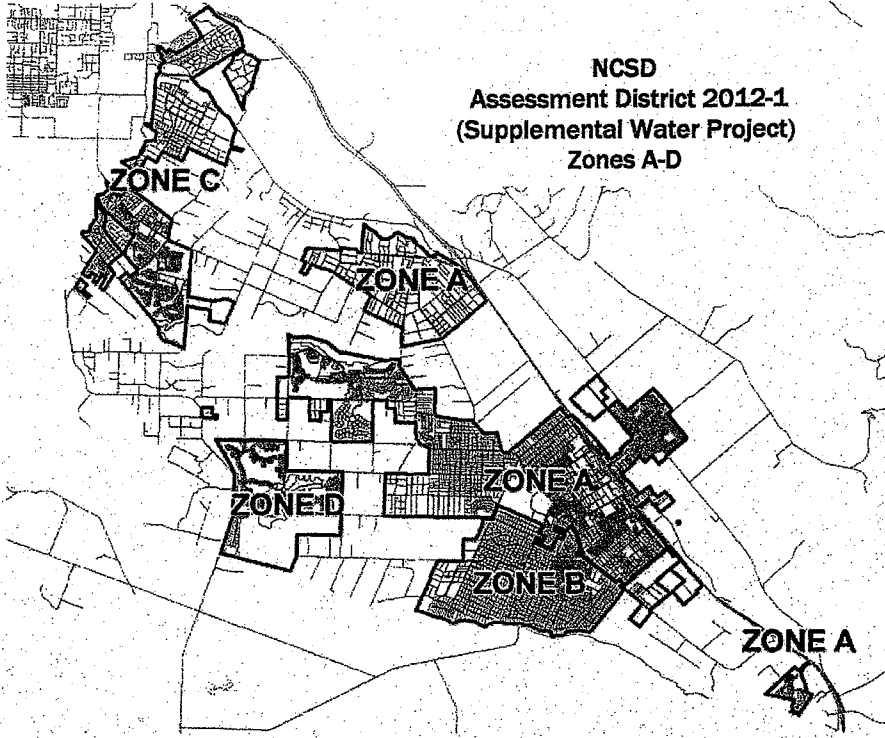 NCSD
Assessment District 2012-1
(Supplemental Water Project)
Zones A-D
ZONE C
ZONE A
ZONE A
ZONE D
ZONE B
ZONE A